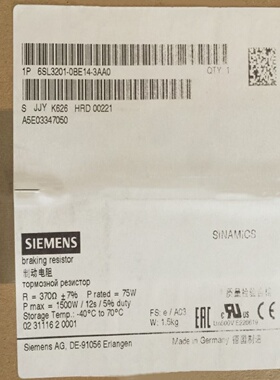 1P 6SL3201-0BE14-3AA0 QTY 1
S JJY K626 HRD 00221
A5E03347050
SINAMICS
SIEMENS
braking resistor
制动电阻
тормозной резистор
R = 370Ω ±7% P rated = 75W
P max = 1500W / 12s / 5% duty
Storage Temp.: -40°C to 70°C
02 31116 2 0001
FS: e / A03
W: 1.5kg
c UL US
Siemens AG, DE-91056 Erlangen
Made in Germany 德国制造